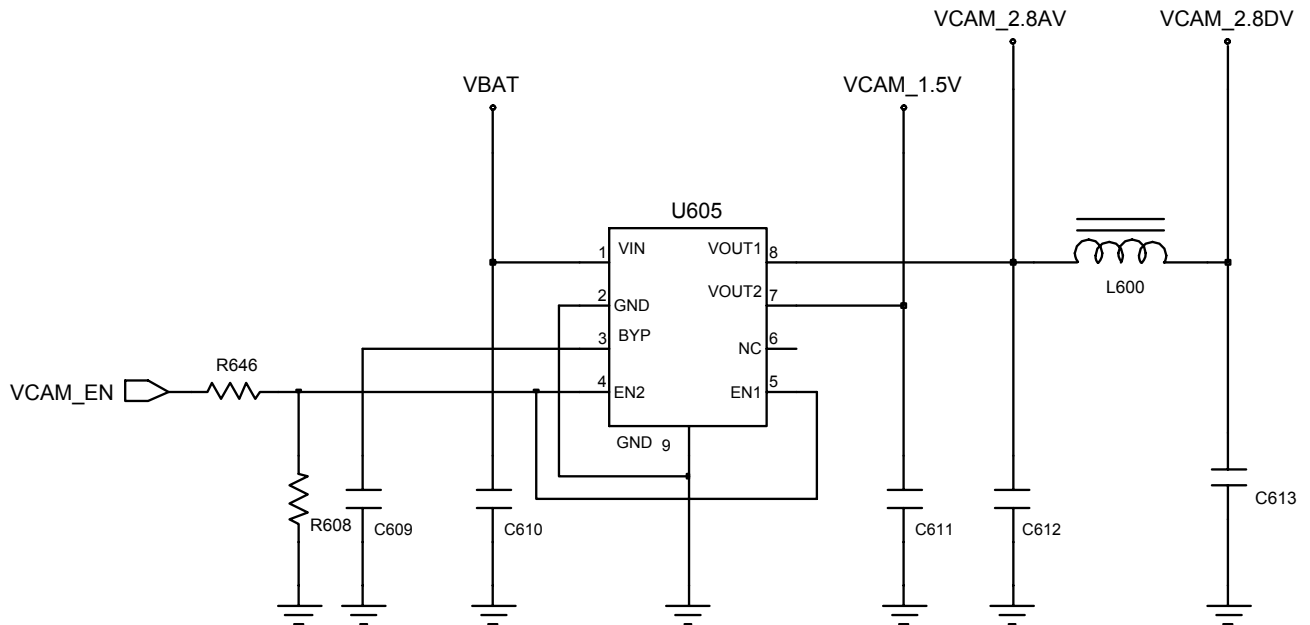 VCAM_2.8AV
VCAM_2.8DV
VBAT
VCAM_1.5V
U605
1
VIN
VOUT1
8
2
GND
VOUT2
7
L600
3
BYP
NC
6
R646
VCAM_EN
4
EN2
EN1
5
GND
9
R608
C609
C610
C611
C612
C613